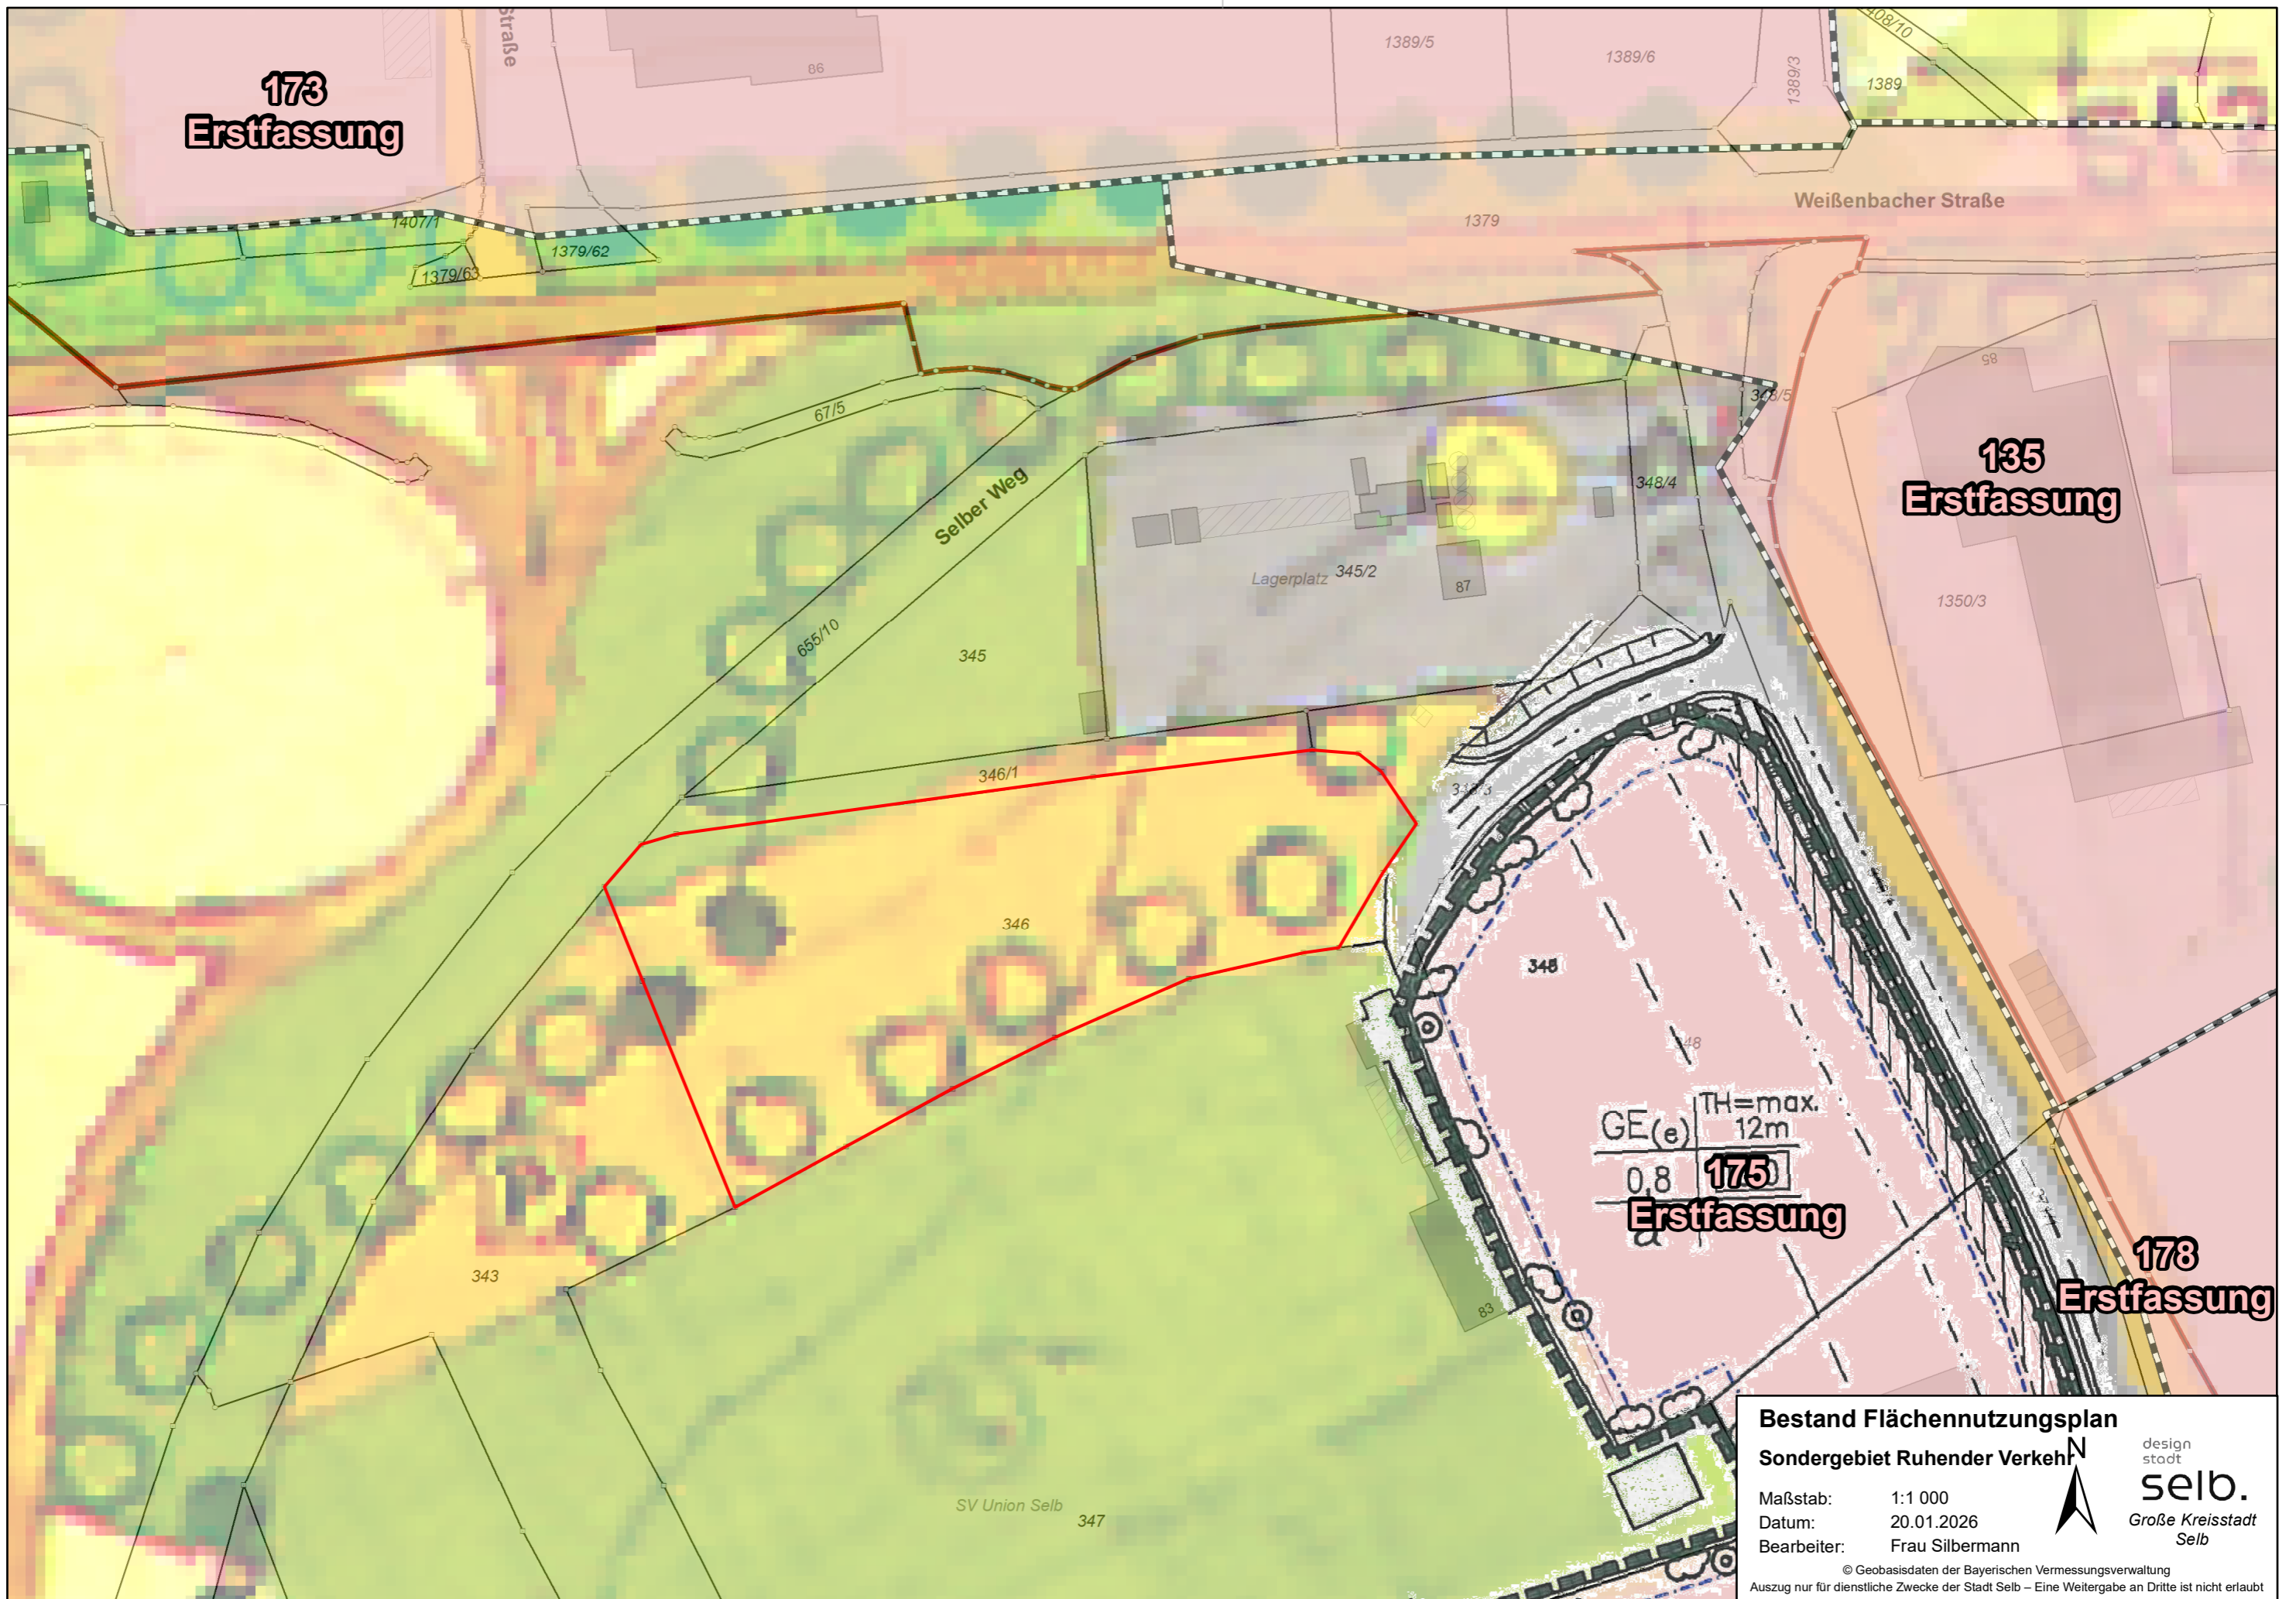 408/10
Straße
1389/5
1389/6
1389/3
1389
86
173
Erstfassung
Weißenbacher Straße
1379
1407/1
1379/62
1379/63
85
348/5
67/5
135
Erstfassung
Selber Weg
348/4
Lagerplatz
345/2
87
1350/3
655/10
345
346/1
346
348
GE(e)
TH=max.
12m
0,8
175
Erstfassung
a
178
Erstfassung
343
83
SV Union Selb
347
Bestand Flächennutzungsplan
Sondergebiet Ruhender Verkehr
N
Maßstab: 1:1 000
Datum: 20.01.2026
Bearbeiter: Frau Silbermann
design
stadt
selb.
Große Kreisstadt
Selb
© Geobasisdaten der Bayerischen Vermessungsverwaltung
Auszug nur für dienstliche Zwecke der Stadt Selb – Eine Weitergabe an Dritte ist nicht erlaubt